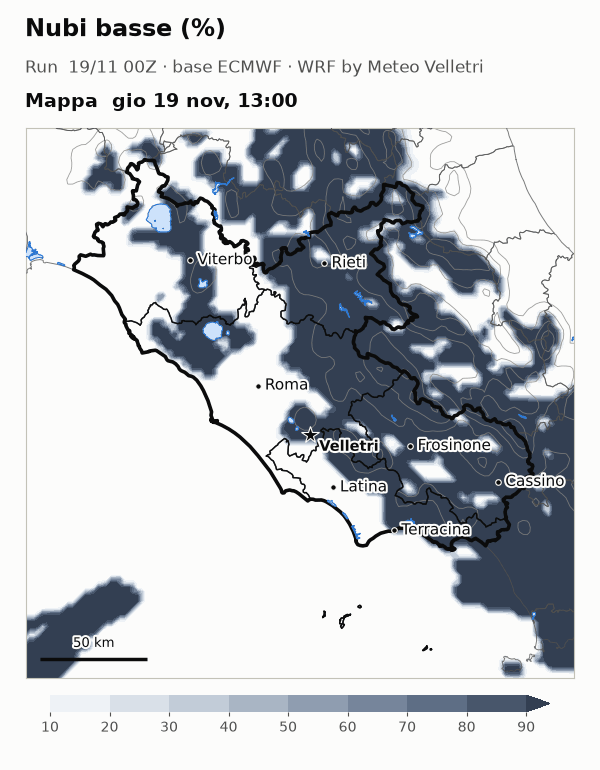 Nubi basse (%)
Run  19/11 00Z · base ECMWF · WRF by Meteo Velletri
Mappa  gio 19 nov, 13:00
Viterbo
Rieti
Roma
Velletri
Frosinone
Cassino
Latina
Terracina
50 km
10 20 30 40 50 60 70 80 90